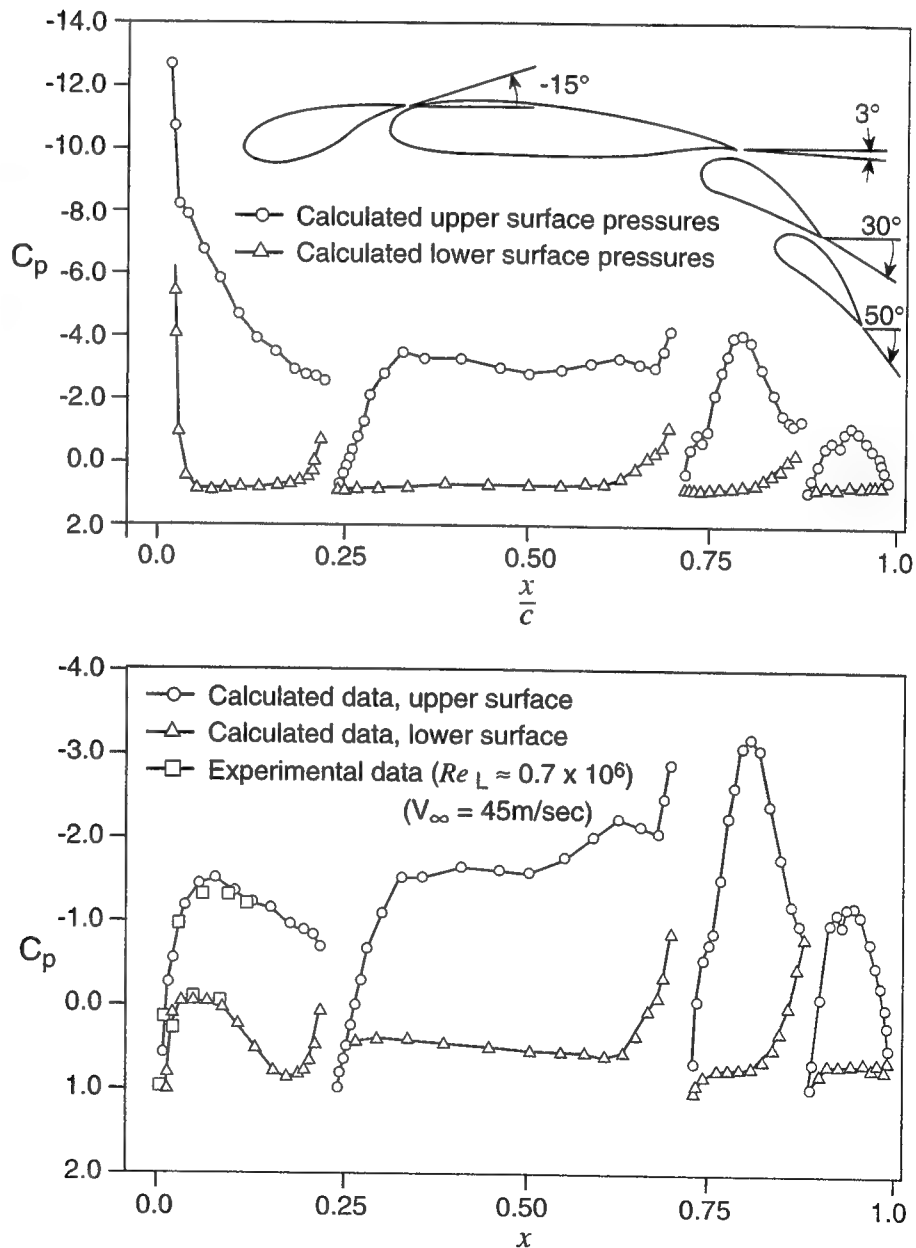 -14.0
-12.0
-10.0
-8.0
-6.0
-4.0
-2.0
0.0
2.0
Cp
-15°
3°
30°
50°
Calculated upper surface pressures
Calculated lower surface pressures
0.0 0.25 0.50 0.75 1.0
x
c
-4.0
-3.0
-2.0
-1.0
0.0
1.0
2.0
Cp
Calculated data, upper surface
Calculated data, lower surface
Experimental data (Re L ≈ 0.7 x 10⁶)
(V∞ = 45m/sec)
0.0 0.25 0.50 0.75 1.0
x